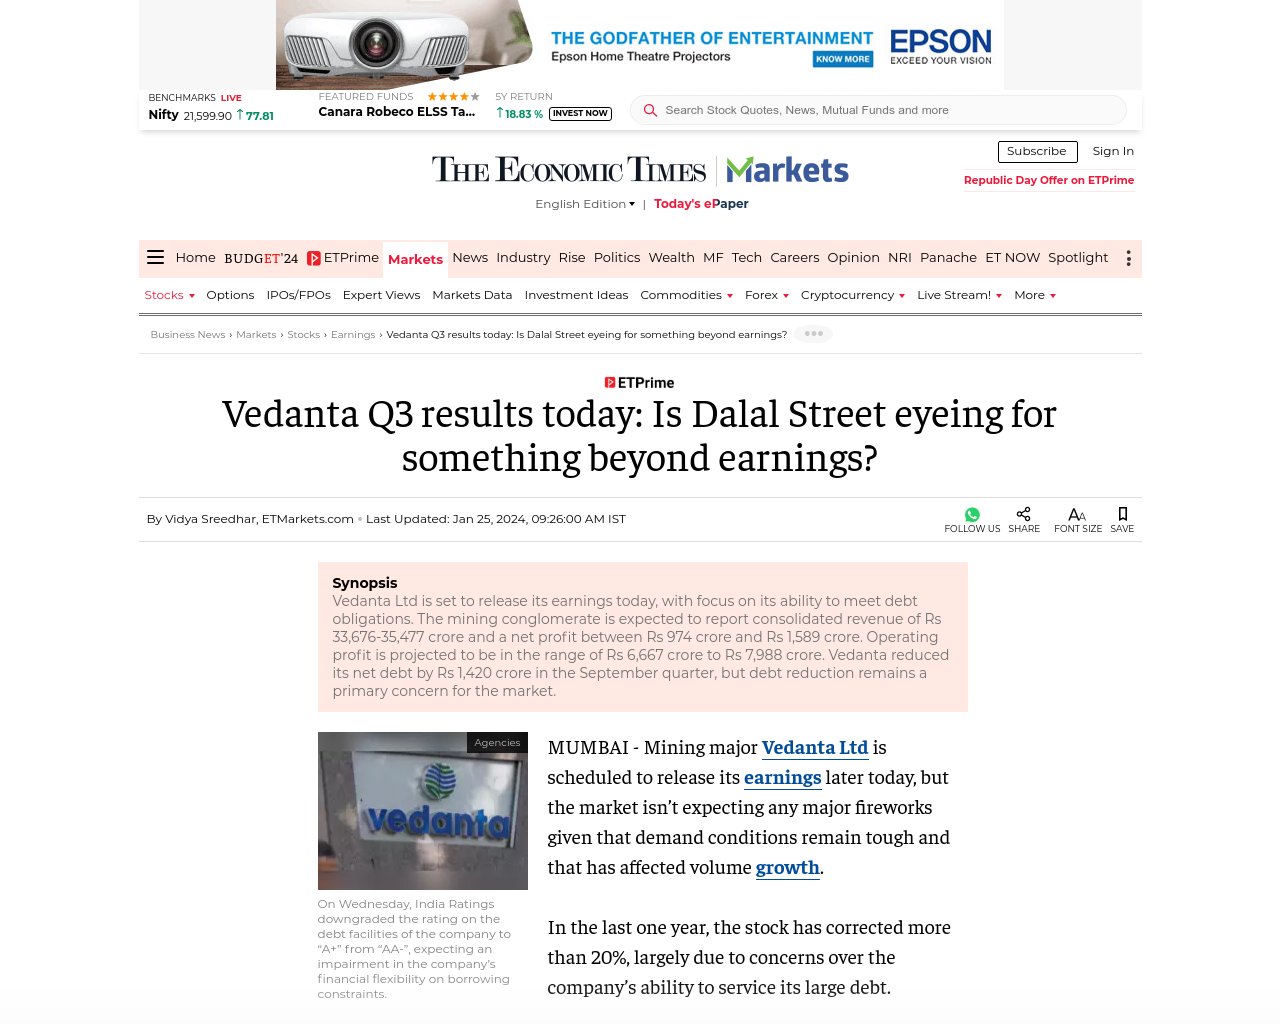 THE GODFATHER OF ENTERTAINMENT
Epson Home Theatre Projectors
KNOW MORE
EPSON
EXCEED YOUR VISION
BENCHMARKS LIVE
Nifty 21,599.90 ↑ 77.81
FEATURED FUNDS ★★★★★
Canara Robeco ELSS Ta...
5Y RETURN
↑ 18.83 % INVEST NOW
Search Stock Quotes, News, Mutual Funds and more
THE ECONOMIC TIMES | Markets
Subscribe Sign In
Republic Day Offer on ETPrime
English Edition | Today's ePaper
Home BUDGET'24 ETPrime Markets News Industry Rise Politics Wealth MF Tech Careers Opinion NRI Panache ET NOW Spotlight
Stocks Options IPOs/FPOs Expert Views Markets Data Investment Ideas Commodities Forex Cryptocurrency Live Stream! More
Business News › Markets › Stocks › Earnings › Vedanta Q3 results today: Is Dalal Street eyeing for something beyond earnings?
ETPrime
Vedanta Q3 results today: Is Dalal Street eyeing for
something beyond earnings?
By Vidya Sreedhar, ETMarkets.com • Last Updated: Jan 25, 2024, 09:26:00 AM IST
FOLLOW US SHARE FONT SIZE SAVE
Synopsis
Vedanta Ltd is set to release its earnings today, with focus on its ability to meet debt
obligations. The mining conglomerate is expected to report consolidated revenue of Rs
33,676-35,477 crore and a net profit between Rs 974 crore and Rs 1,589 crore. Operating
profit is projected to be in the range of Rs 6,667 crore to Rs 7,988 crore. Vedanta reduced
its net debt by Rs 1,420 crore in the September quarter, but debt reduction remains a
primary concern for the market.
Agencies
vedanta
On Wednesday, India Ratings
downgraded the rating on the
debt facilities of the company to
“A+” from “AA-”, expecting an
impairment in the company’s
financial flexibility on borrowing
constraints.
MUMBAI - Mining major Vedanta Ltd is
scheduled to release its earnings later today, but
the market isn’t expecting any major fireworks
given that demand conditions remain tough and
that has affected volume growth.
In the last one year, the stock has corrected more
than 20%, largely due to concerns over the
company’s ability to service its large debt.